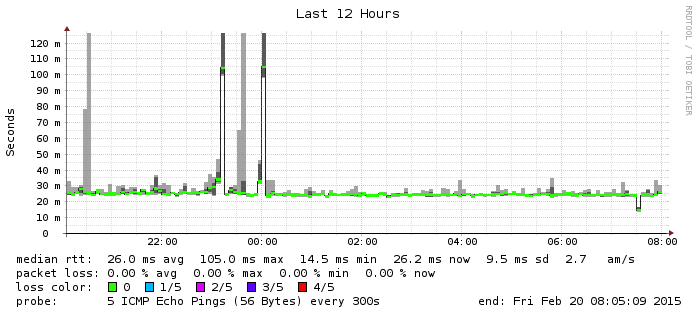 Last 12 Hours
RRDTOOL / TOBI OETIKER
Seconds
120 m
110 m
100 m
90 m
80 m
70 m
60 m
50 m
40 m
30 m
20 m
10 m
0
22:00 00:00 02:00 04:00 06:00 08:00
median rtt: 26.0 ms avg 105.0 ms max 14.5 ms min 26.2 ms now 9.5 ms sd 2.7 am/s
packet loss: 0.00 % avg 0.00 % max 0.00 % min 0.00 % now
loss color: 0 1/5 2/5 3/5 4/5
probe: 5 ICMP Echo Pings (56 Bytes) every 300s end: Fri Feb 20 08:05:09 2015